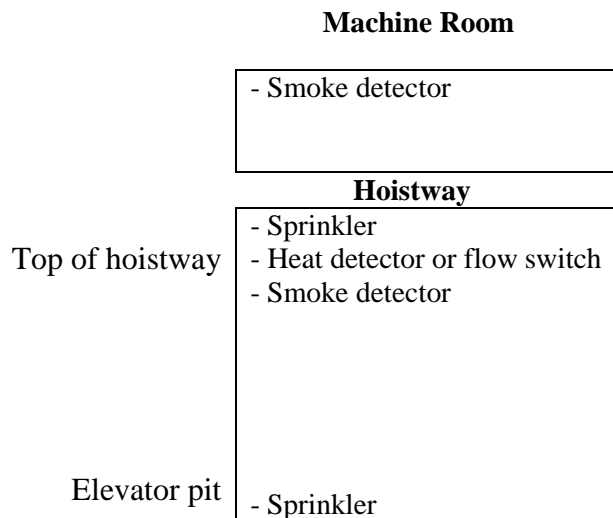 Machine Room
- Smoke detector
Hoistway
- Sprinkler
Top of hoistway - Heat detector or flow switch
- Smoke detector
Elevator pit - Sprinkler